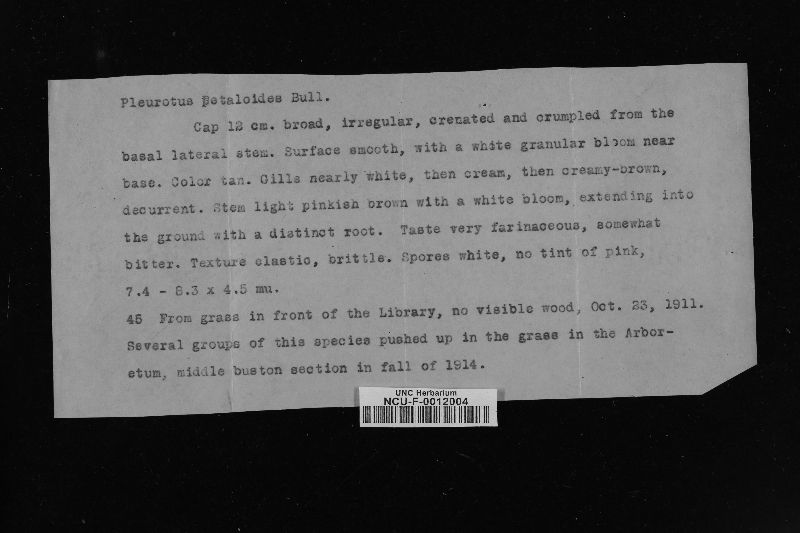 Pleurotus petaloides Bull.
Cap 12 cm. broad, irregular, crenated and crumpled from the
basal lateral stem. Surface smooth, with a white granular bloom near
base. Color tan. Gills nearly white, then cream, then creamy-brown,
decurrent. Stem light pinkish brown with a white bloom, extending into
the ground with a distinct root. Taste very farinaceous, somewhat
bitter. Texture elastic, brittle. Spores white, no tint of pink,
7.4 - 8.3 x 4.5 mu.
45 From grass in front of the Library, no visible wood, Oct. 23, 1911.
Several groups of this species pushed up in the grass in the Arbor-
etum, middle buston section in fall of 1914.
UNC Herbarium
NCU-F-0012004